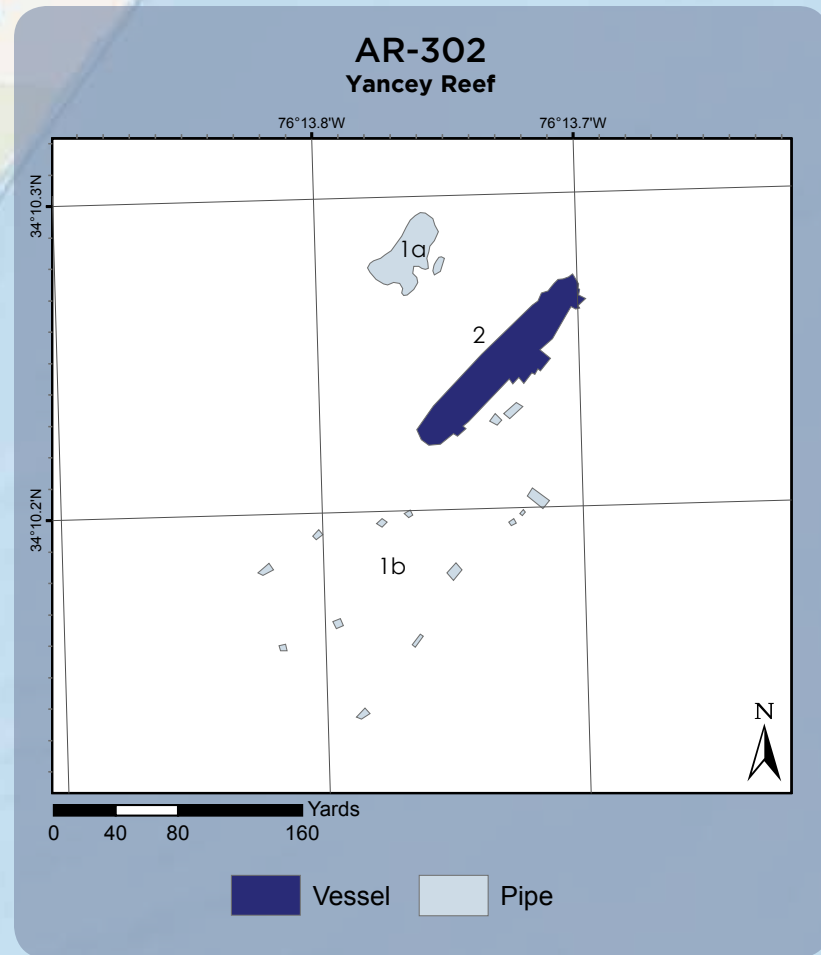 AR-302
Yancey Reef
76°13.8'W 76°13.7'W
34°10.3'N
1a
2
34°10.2'N
1b
N
Yards
0 40 80 160
Vessel Pipe